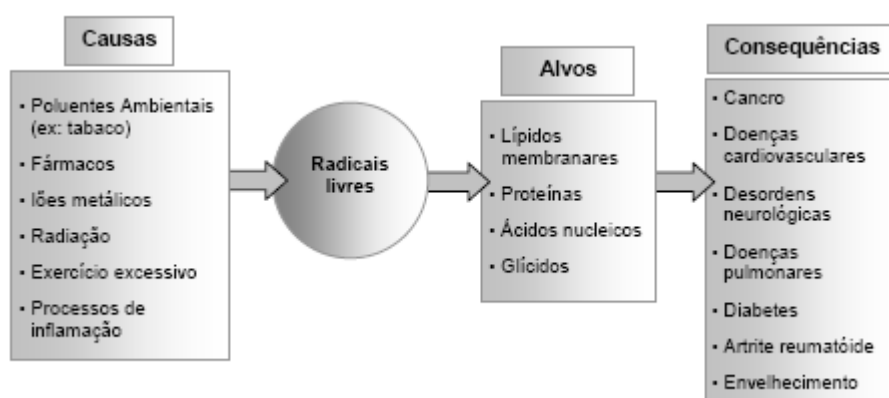 Causas
• Poluentes Ambientais
(ex: tabaco)
• Fármacos
• Iões metálicos
• Radiação
• Exercício excessivo
• Processos de
inflamação
Radicais
livres
Alvos
• Lípidos
membranares
• Proteínas
• Ácidos nucleicos
• Glícidos
Consequências
• Cancro
• Doenças
cardiovasculares
• Desordens
neurológicas
• Doenças
pulmonares
• Diabetes
• Artrite reumatóide
• Envelhecimento